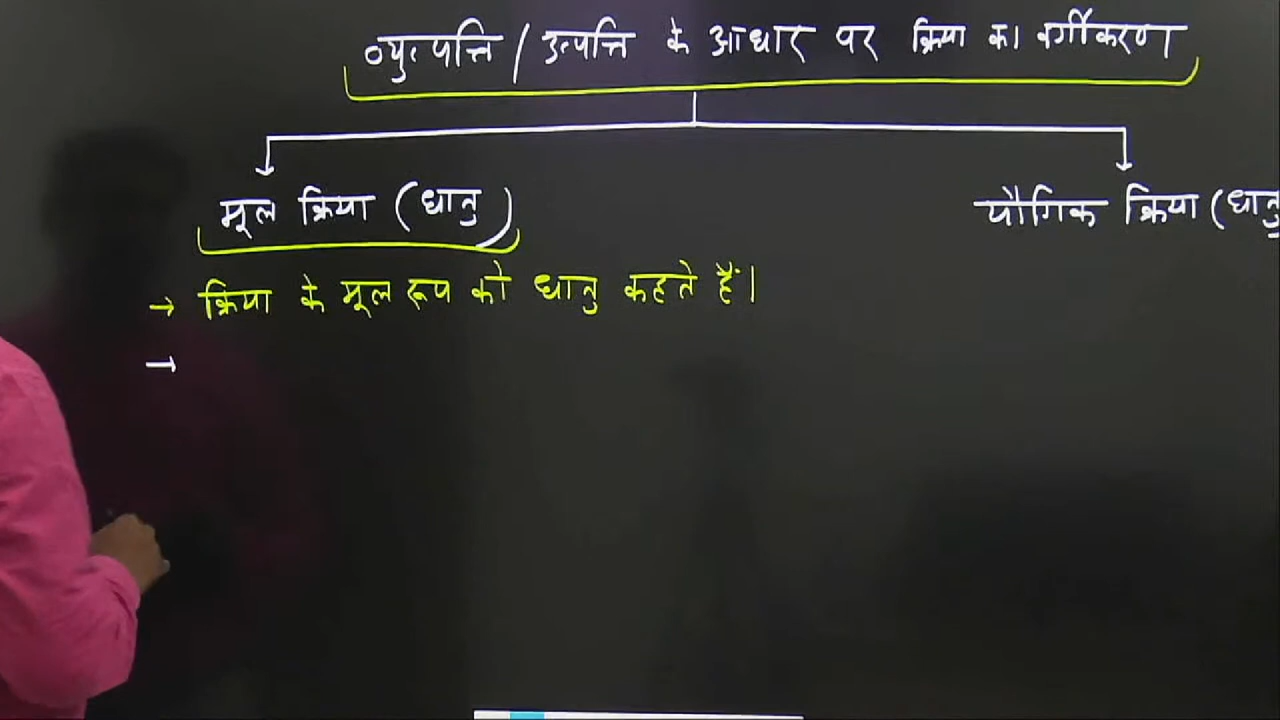 व्युत्पत्ति / उत्पत्ति के आधार पर क्रिया का वर्गीकरण
मूल क्रिया (धातु)
यौगिक क्रिया (धातु
→ क्रिया के मूल रूप को धातु कहते हैं।
→